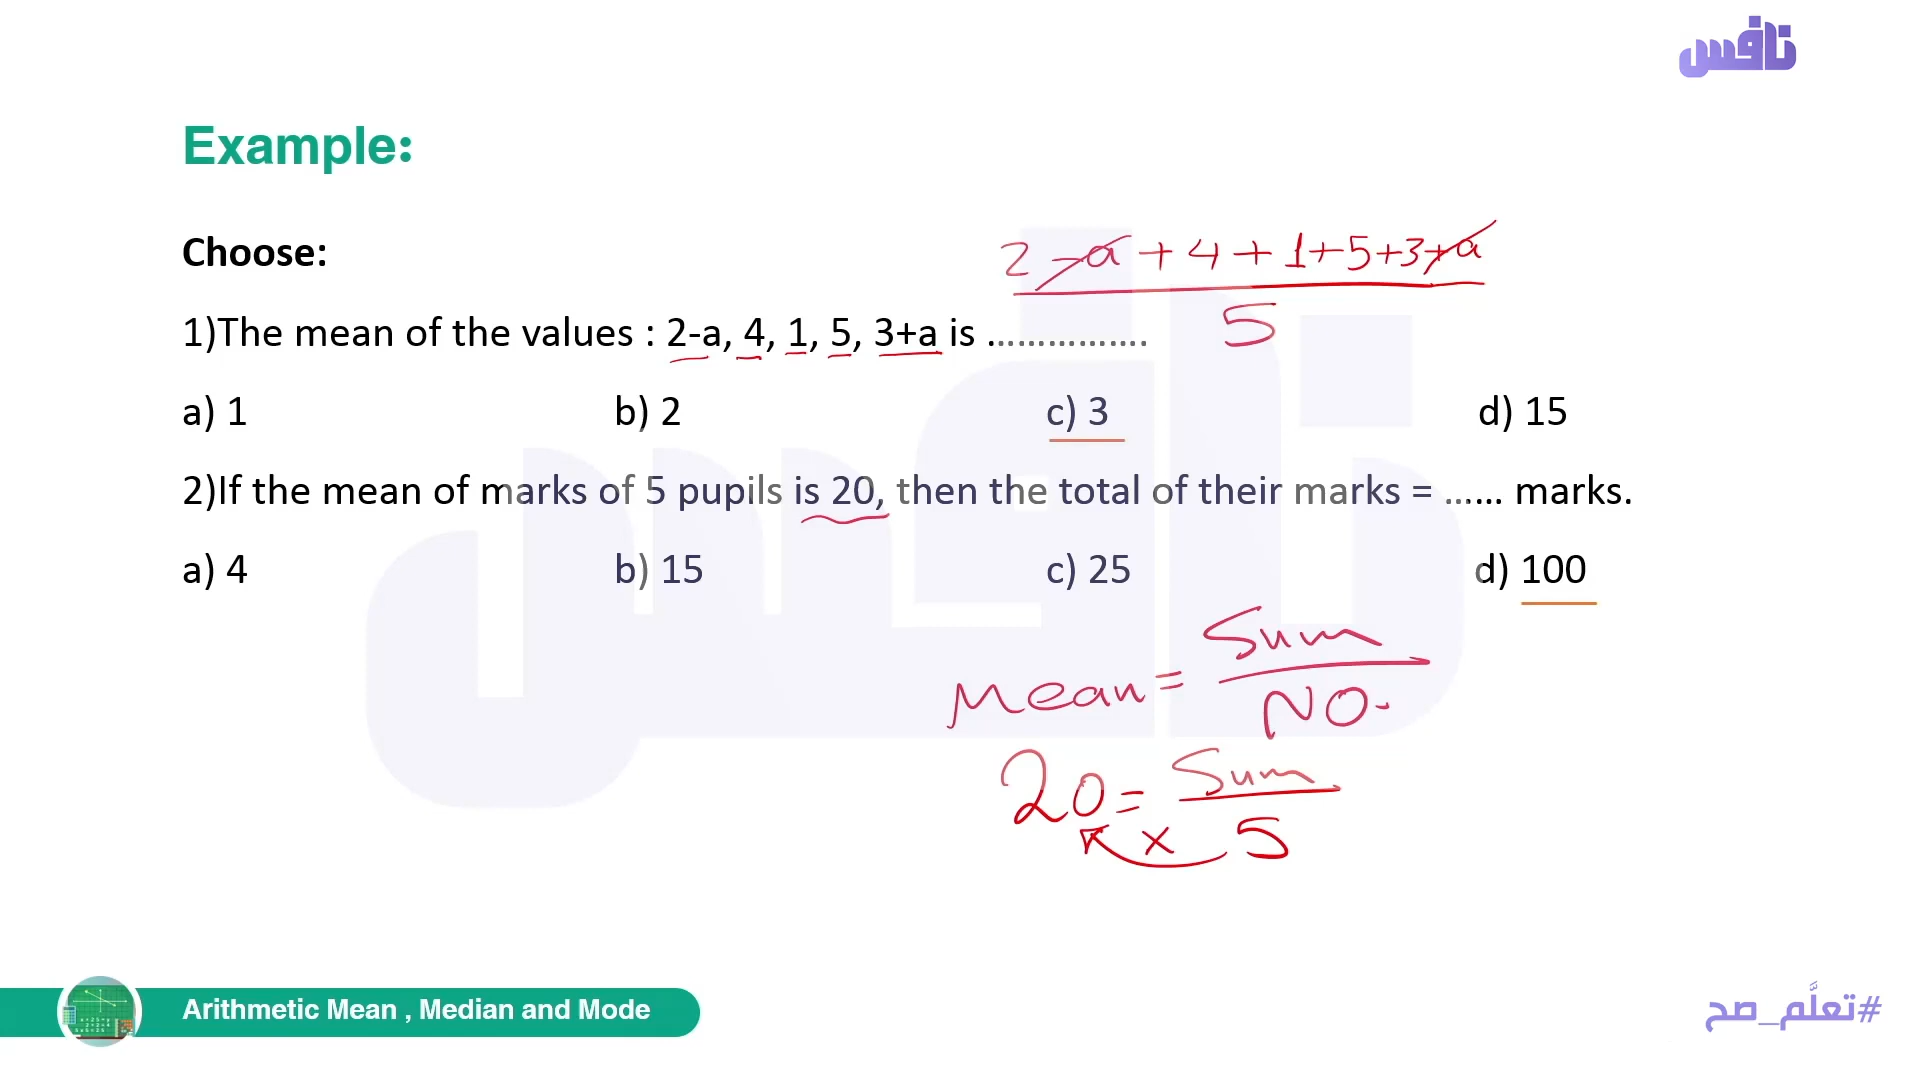 نافس
Example:
Choose:
2-a+4+1+5+3+a
5
1)The mean of the values : 2-a, 4, 1, 5, 3+a is ................
a) 1 b) 2 c) 3 d) 15
2)If the mean of marks of 5 pupils is 20, then the total of their marks = ...... marks.
a) 4 b) 15 c) 25 d) 100
Sum
Mean =
NO.
20 = Sum
× 5
Arithmetic Mean , Median and Mode
#تعلَّم_صح